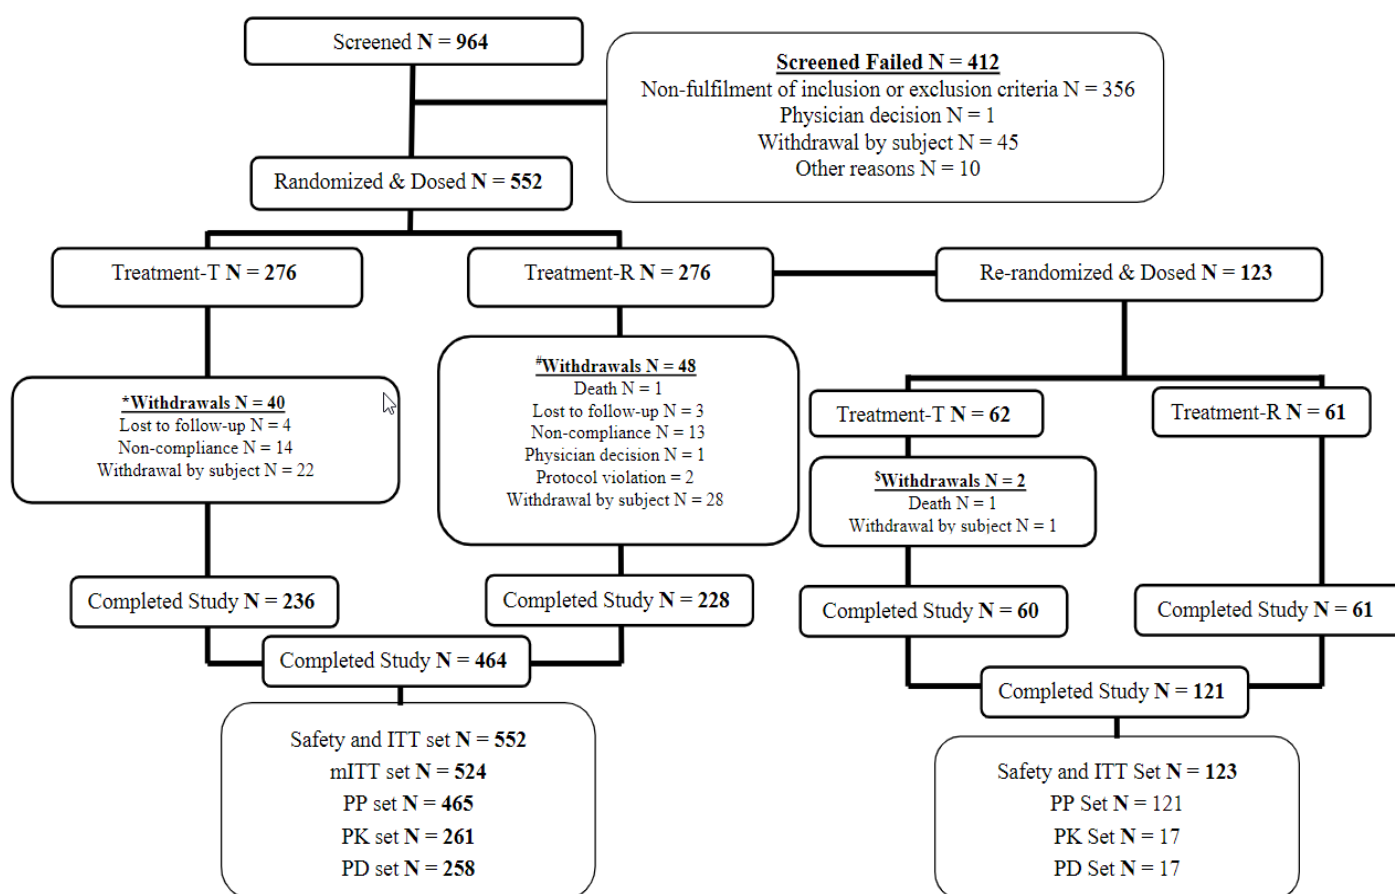 Screened N = 964
Screened Failed N = 412
Non-fulfilment of inclusion or exclusion criteria N = 356
Physician decision N = 1
Withdrawal by subject N = 45
Other reasons N = 10
Randomized & Dosed N = 552
Treatment-T N = 276
Treatment-R N = 276
Re-randomized & Dosed N = 123
*Withdrawals N = 40
Lost to follow-up N = 4
Non-compliance N = 14
Withdrawal by subject N = 22
#Withdrawals N = 48
Death N = 1
Lost to follow-up N = 3
Non-compliance N = 13
Physician decision N = 1
Protocol violation = 2
Withdrawal by subject N = 28
Treatment-T N = 62
Treatment-R N = 61
$Withdrawals N = 2
Death N = 1
Withdrawal by subject N = 1
Completed Study N = 236
Completed Study N = 228
Completed Study N = 60
Completed Study N = 61
Completed Study N = 464
Completed Study N = 121
Safety and ITT set N = 552
mITT set N = 524
PP set N = 465
PK set N = 261
PD set N = 258
Safety and ITT Set N = 123
PP Set N = 121
PK Set N = 17
PD Set N = 17